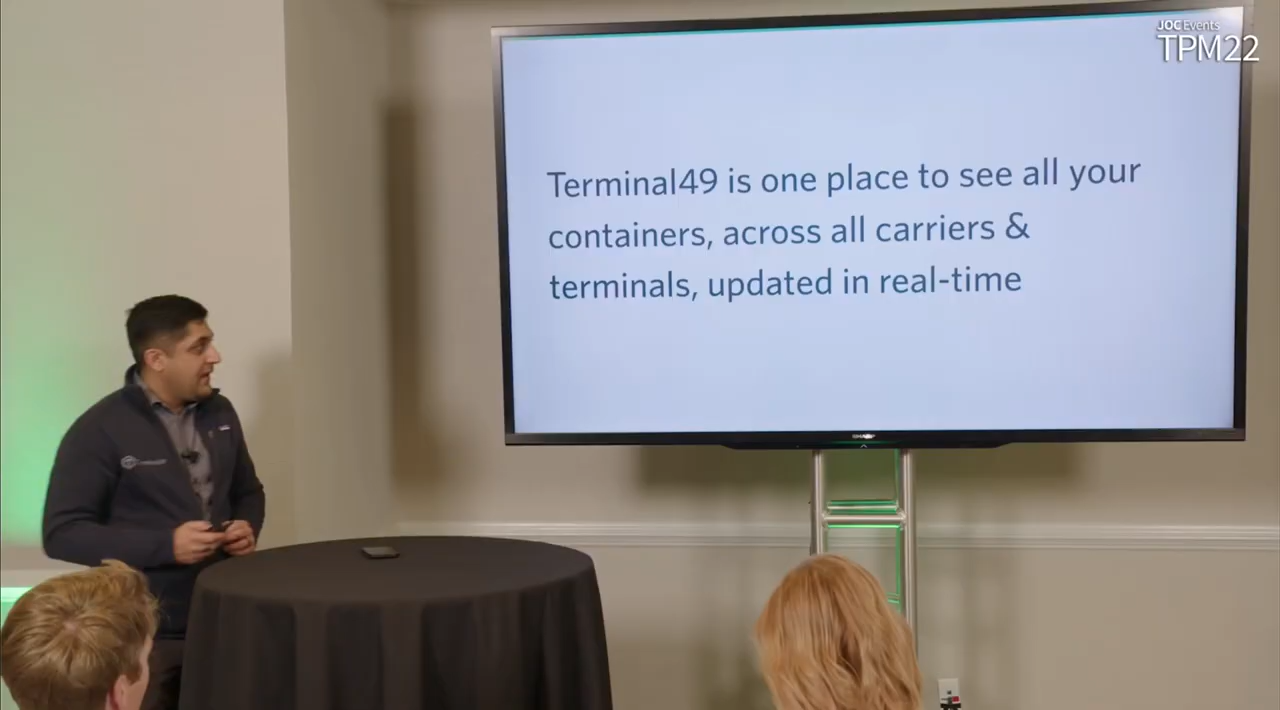 JOC Events
TPM22
Terminal49 is one place to see all your
containers, across all carriers &
terminals, updated in real-time
SHARP